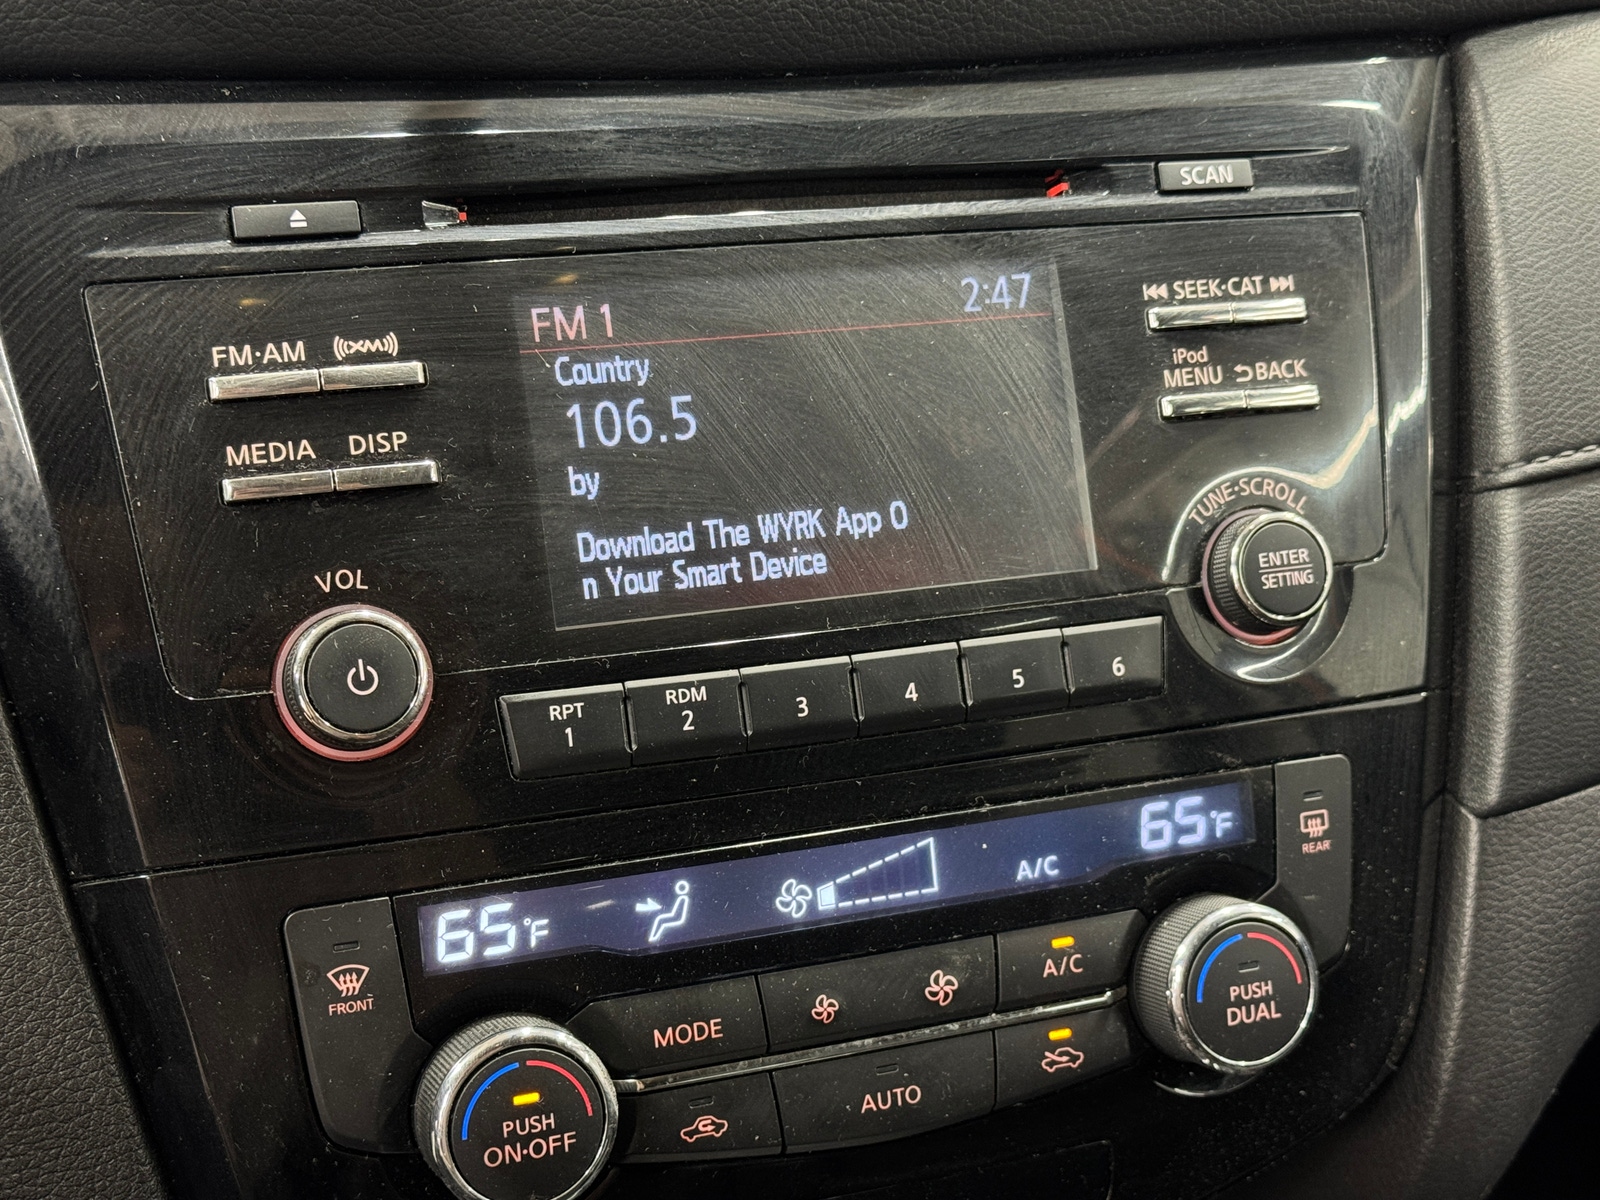 SCAN
FM 1 2:47
SEEK·CAT
FM·AM XM
Country
iPod
MENU BACK
106.5
MEDIA DISP
by
TUNE·SCROLL
Download The WYRK App O
n Your Smart Device
ENTER
SETTING
VOL
RPT
1
RDM
2
3
4
5
6
65°F
A/C
65°F
REAR
FRONT
MODE
A/C
PUSH
DUAL
AUTO
PUSH
ON·OFF